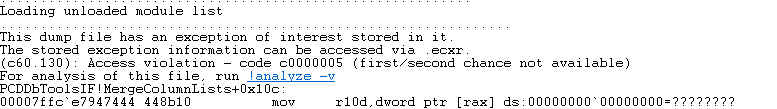 ................................................................
Loading unloaded module list
................................................................
This dump file has an exception of interest stored in it.
The stored exception information can be accessed via .ecxr.
(c60.130): Access violation - code c0000005 (first/second chance not available)
For analysis of this file, run !analyze -v
PCDDbToolsIF!MergeColumnLists+0x10c:
00007ffc`e7947444 448b10          mov     r10d,dword ptr [rax] ds:00000000`00000000=????????